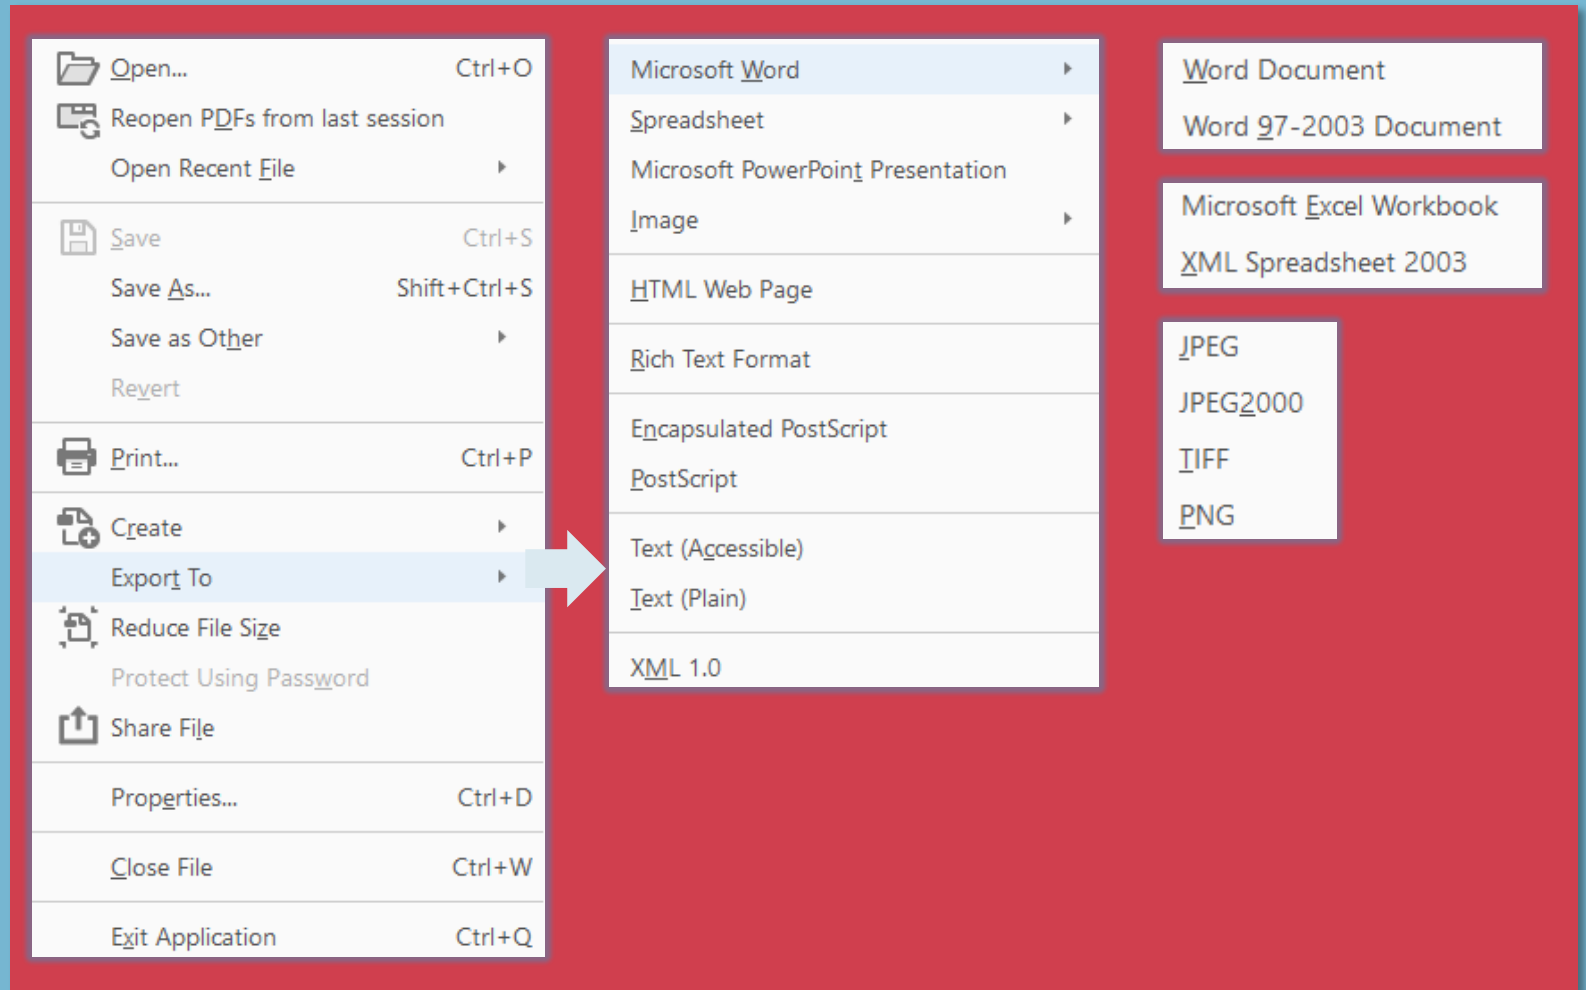 Open... Ctrl+O
Reopen PDFs from last session
Open Recent File
Save Ctrl+S
Save As... Shift+Ctrl+S
Save as Other
Revert
Print... Ctrl+P
Create
Export To
Reduce File Size
Protect Using Password
Share File
Properties... Ctrl+D
Close File Ctrl+W
Exit Application Ctrl+Q
Microsoft Word
Spreadsheet
Microsoft PowerPoint Presentation
Image
HTML Web Page
Rich Text Format
Encapsulated PostScript
PostScript
Text (Accessible)
Text (Plain)
XML 1.0
Word Document
Word 97-2003 Document
Microsoft Excel Workbook
XML Spreadsheet 2003
JPEG
JPEG2000
TIFF
PNG